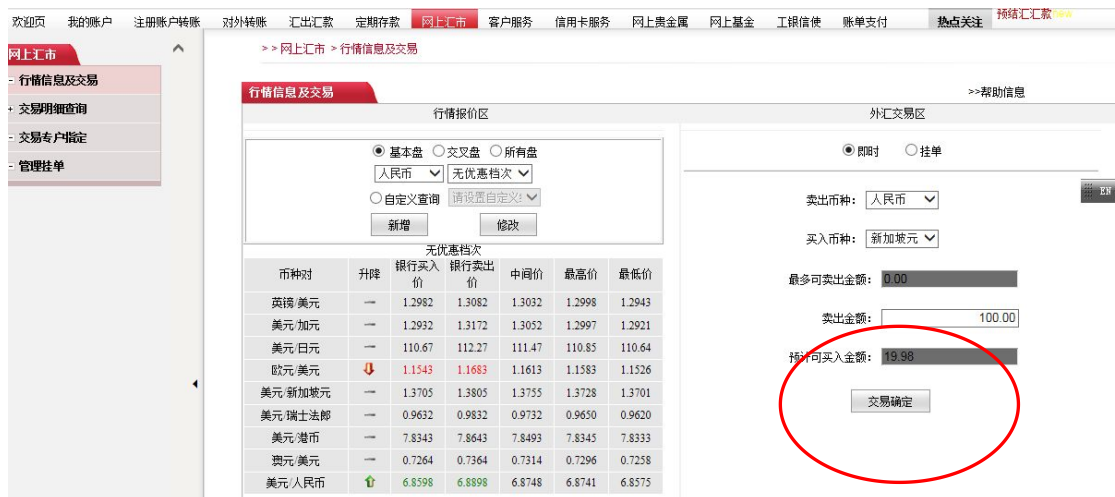 欢迎页 我的账户 注册账户转账 对外转账 汇出汇款 定期存款 网上汇市 客户服务 信用卡服务 网上贵金属 网上基金 工银信使 账单支付 热点关注 预结汇汇款new
网上汇市
- 行情信息及交易
+ 交易明细查询
- 交易专户指定
- 管理挂单
>> 网上汇市 > 行情信息及交易
行情信息及交易
>>帮助信息
行情报价区
基本盘 交叉盘 所有盘
人民币 无优惠档次
自定义查询
新增 修改
无优惠档次
币种对 升降 银行买入价 银行卖出价 中间价 最高价 最低价
英镑/美元 1.2982 1.3082 1.3032 1.2998 1.2943
美元/加元 1.2932 1.3172 1.3052 1.2997 1.2921
美元/日元 110.67 112.27 111.47 110.85 110.64
欧元/美元 1.1543 1.1683 1.1613 1.1583 1.1526
美元/新加坡元 1.3705 1.3805 1.3755 1.3728 1.3701
美元/瑞士法郎 0.9632 0.9832 0.9732 0.9650 0.9620
美元/港币 7.8343 7.8643 7.8493 7.8345 7.8333
澳元/美元 0.7264 0.7364 0.7314 0.7296 0.7258
美元/人民币 6.8598 6.8898 6.8748 6.8741 6.8575
外汇交易区
即时 挂单
卖出币种： 人民币
买入币种： 新加坡元
最多可卖出金额： 0.00
卖出金额： 100.00
预计可买入金额： 19.98
交易确定
EN